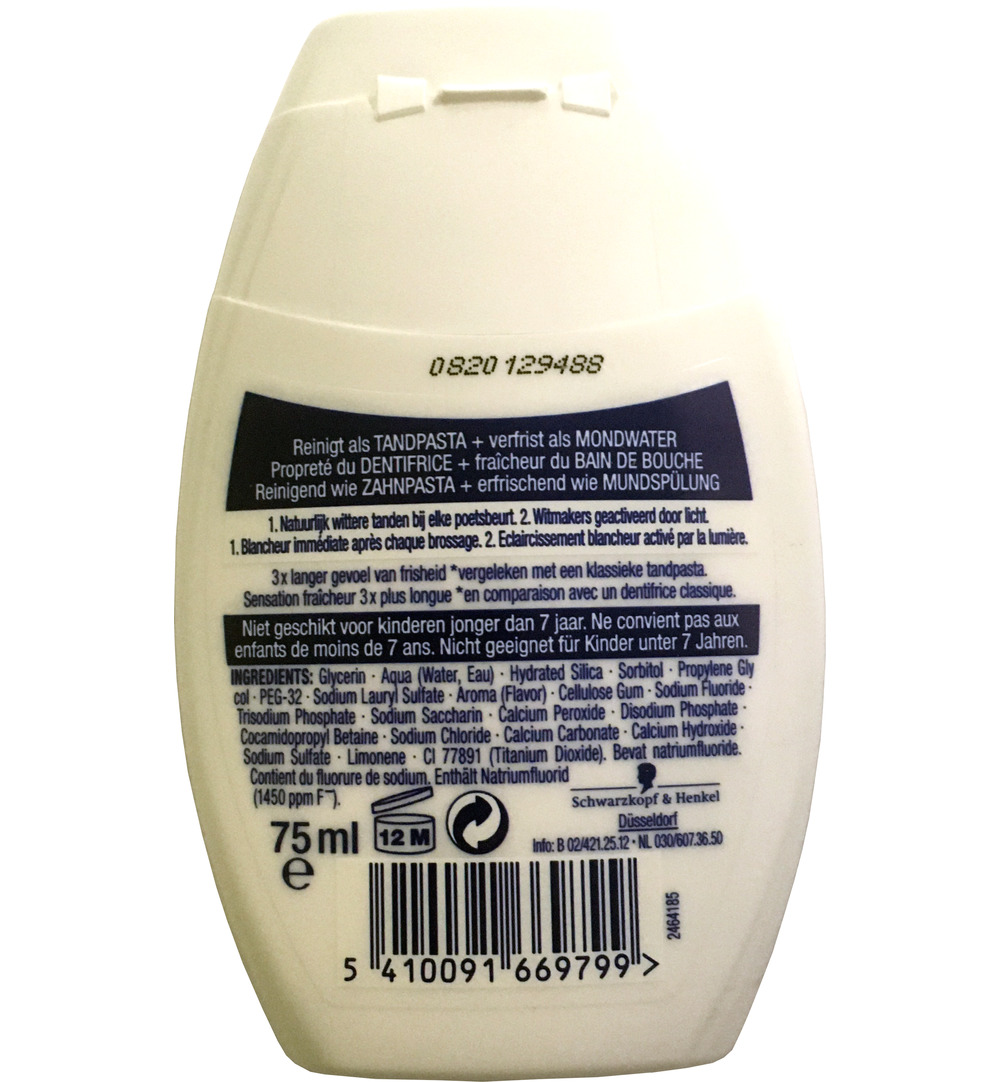 0820 129488
Reinigt als TANDPASTA + verfrist als MONDWATER
Propreté du DENTIFRICE + fraîcheur du BAIN DE BOUCHE
Reinigend wie ZAHNPASTA + erfrischend wie MUNDSPÜLUNG
1. Natuurlijk wittere tanden bij elke poetsbeurt. 2. Witmakers geactiveerd door licht.
1. Blancheur immédiate après chaque brossage. 2. Eclaircissement blancheur activé par la lumière.
3x langer gevoel van frisheid *vergeleken met een klassieke tandpasta.
Sensation fraîcheur 3x plus longue *en comparaison avec un dentifrice classique.
Niet geschikt voor kinderen jonger dan 7 jaar. Ne convient pas aux
enfants de moins de 7 ans. Nicht geeignet für Kinder unter 7 Jahren.
INGREDIENTS: Glycerin · Aqua (Water, Eau) · Hydrated Silica · Sorbitol · Propylene Gly
col · PEG-32 · Sodium Lauryl Sulfate · Aroma (Flavor) · Cellulose Gum · Sodium Fluoride ·
Trisodium Phosphate · Sodium Saccharin · Calcium Peroxide · Disodium Phosphate ·
Cocamidopropyl Betaine · Sodium Chloride · Calcium Carbonate · Calcium Hydroxide ·
Sodium Sulfate · Limonene · CI 77891 (Titanium Dioxide). Bevat natriumfluoride.
Contient du fluorure de sodium. Enthält Natriumfluorid
(1450 ppm F⁻).
Schwarzkopf & Henkel
Düsseldorf
Info: B 02/421.25.12 • NL 030/607.36.50
75 ml
12 M
e
2464185
5 410091 669799 >